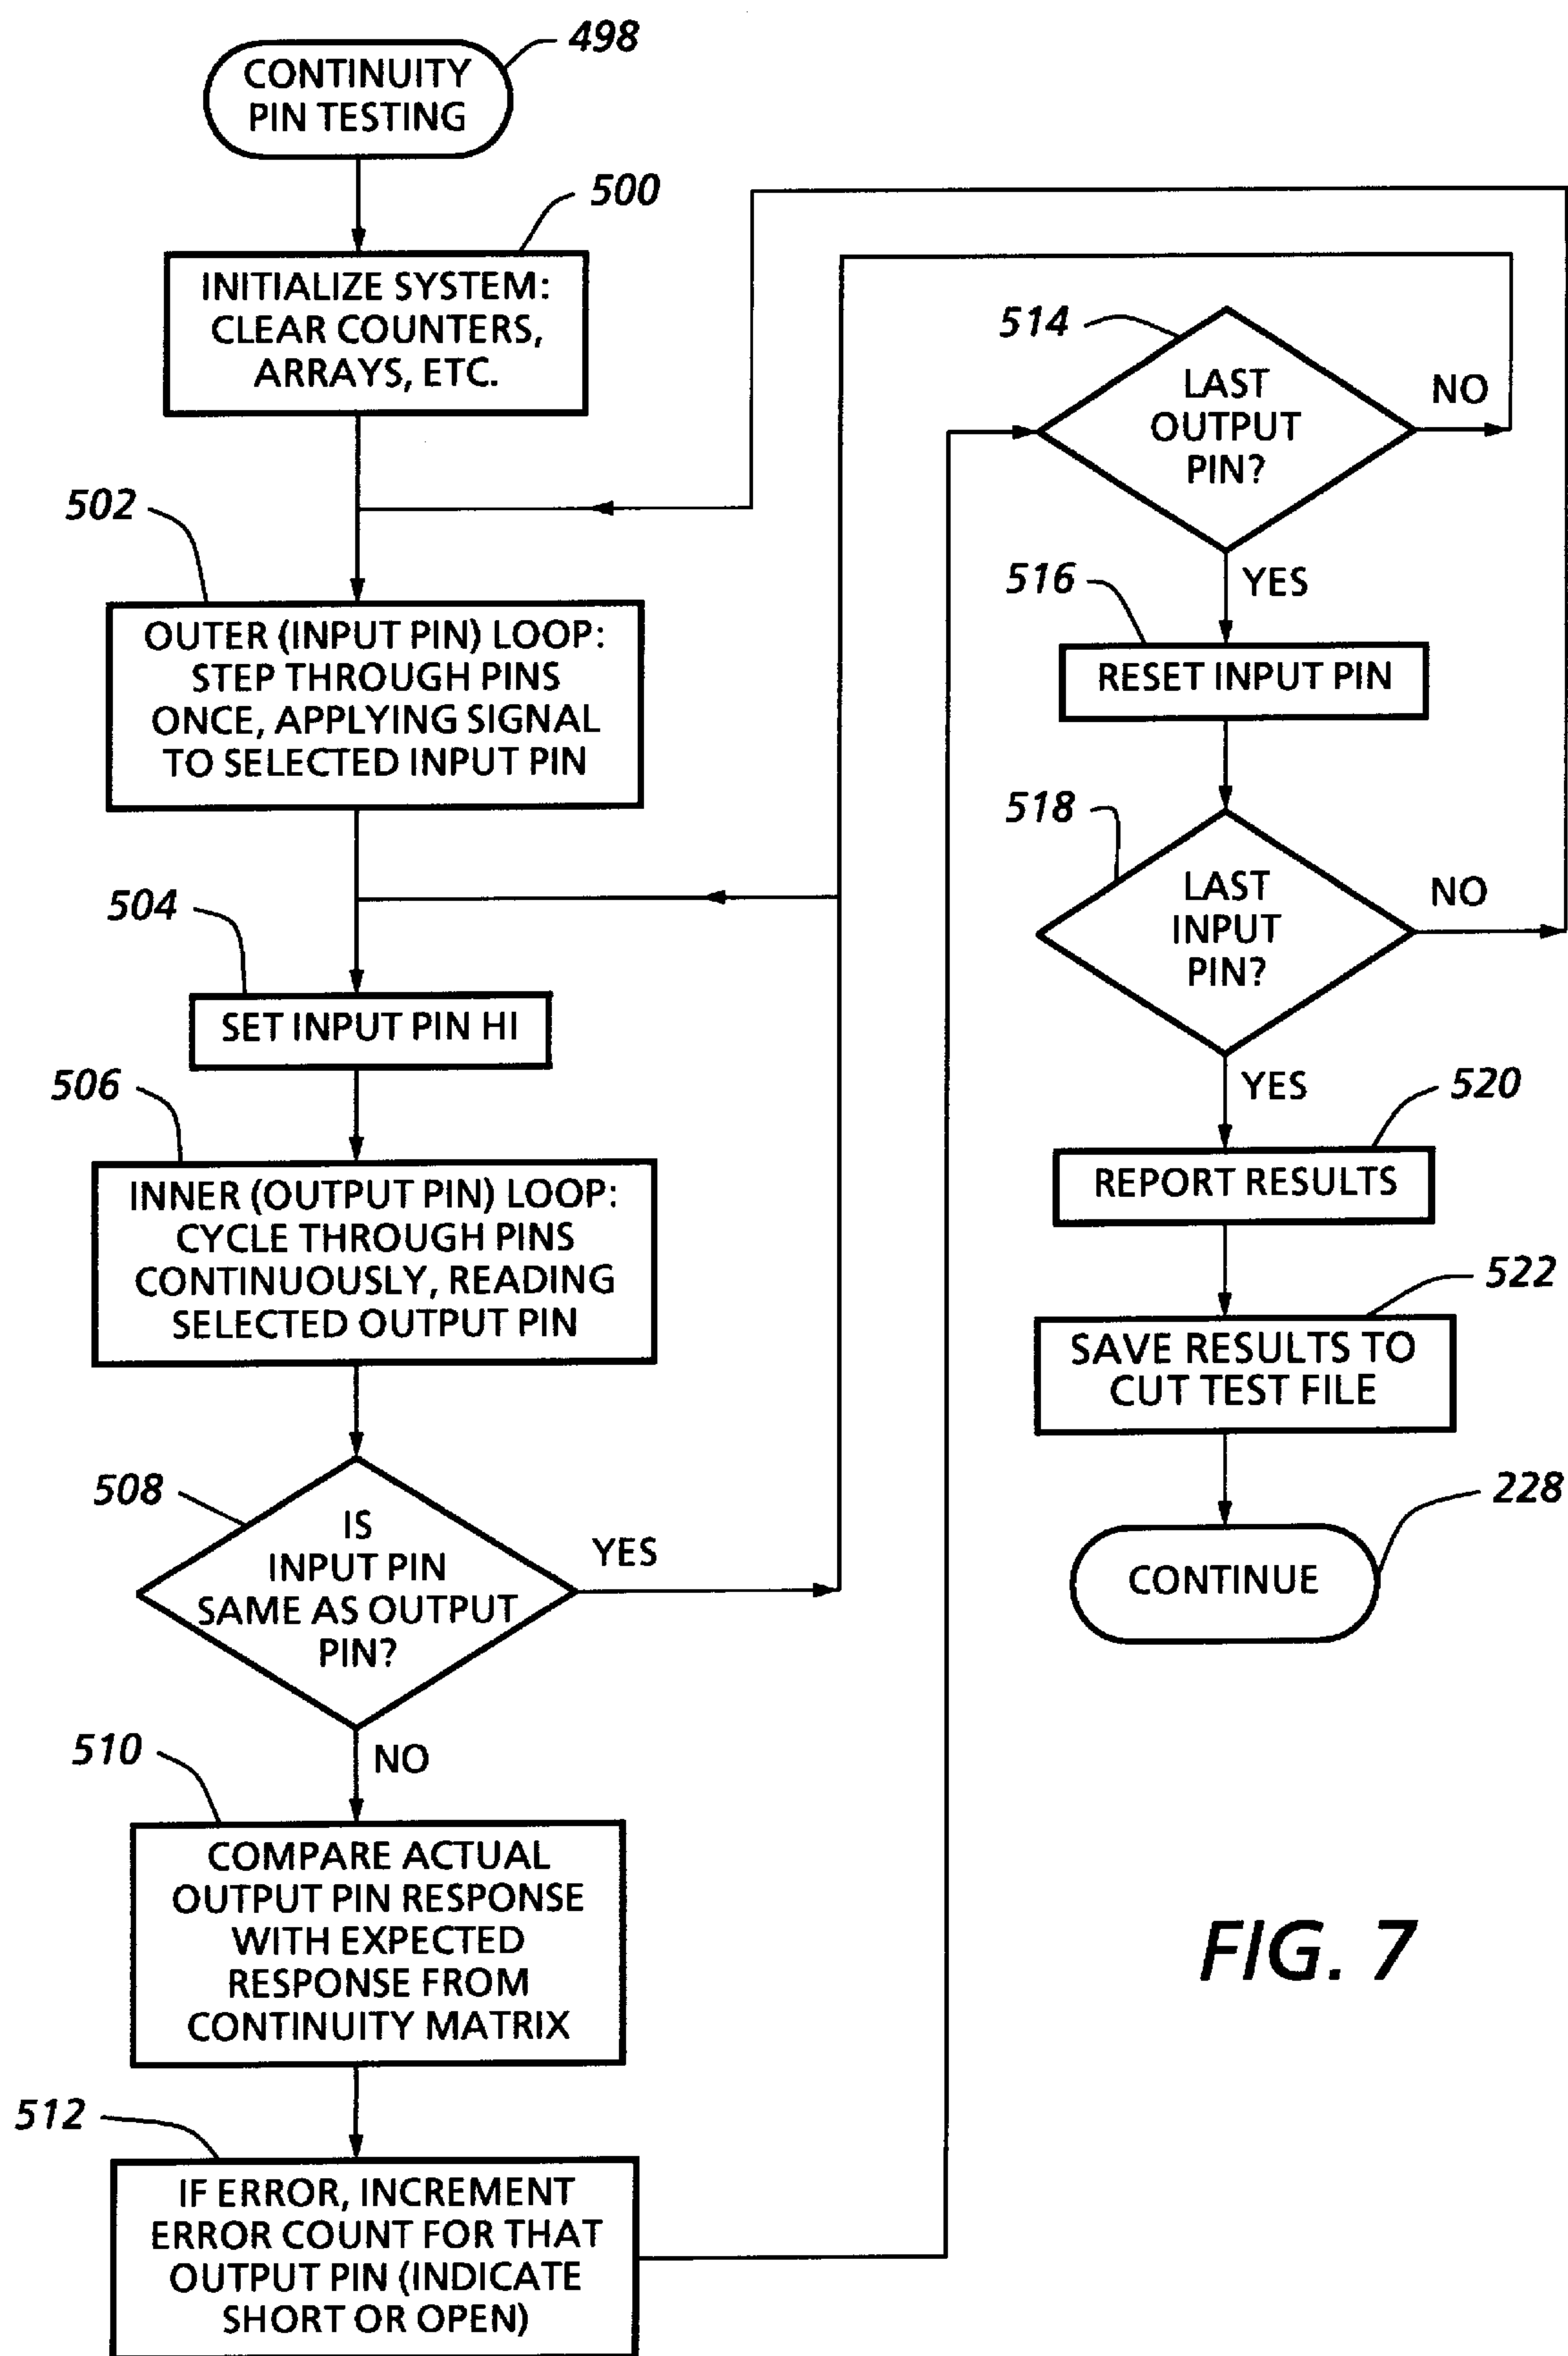 498
CONTINUITY
PIN TESTING
500
INITIALIZE SYSTEM:
CLEAR COUNTERS,
ARRAYS, ETC.
502
OUTER (INPUT PIN) LOOP:
STEP THROUGH PINS
ONCE, APPLYING SIGNAL
TO SELECTED INPUT PIN
504
SET INPUT PIN HI
506
INNER (OUTPUT PIN) LOOP:
CYCLE THROUGH PINS
CONTINUOUSLY, READING
SELECTED OUTPUT PIN
508
IS
INPUT PIN
SAME AS OUTPUT
PIN?
YES
NO
510
COMPARE ACTUAL
OUTPUT PIN RESPONSE
WITH EXPECTED
RESPONSE FROM
CONTINUITY MATRIX
512
IF ERROR, INCREMENT
ERROR COUNT FOR THAT
OUTPUT PIN (INDICATE
SHORT OR OPEN)
514
LAST
OUTPUT
PIN?
NO
YES
516
RESET INPUT PIN
518
LAST
INPUT
PIN?
NO
YES
520
REPORT RESULTS
522
SAVE RESULTS TO
CUT TEST FILE
228
CONTINUE
FIG. 7